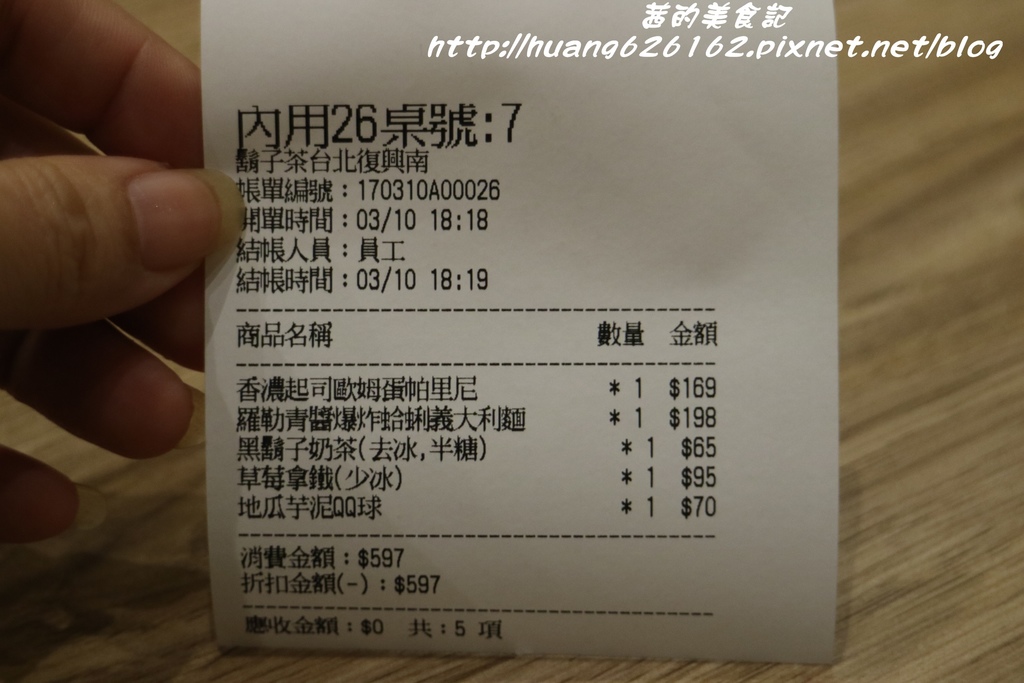 茜的美食記
http://huang626162.pixnet.net/blog
內用26桌號:7
鬍子茶台北復興南
帳單編號：170310A00026
開單時間：03/10 18:18
結帳人員：員工
結帳時間：03/10 18:19
商品名稱 數量 金額
香濃起司歐姆蛋帕里尼 * 1 $169
羅勒青醬爆炸蛤蜊義大利麵 * 1 $198
黑鬍子奶茶(去冰,半糖) * 1 $65
草莓拿鐵(少冰) * 1 $95
地瓜芋泥QQ球 * 1 $70
消費金額：$597
折扣金額(-)：$597
應收金額：$0 共：5 項